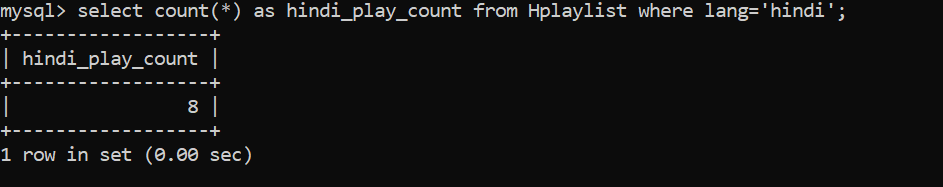 mysql> select count(*) as hindi_play_count from Hplaylist where lang='hindi';
+------------------+
| hindi_play_count |
+------------------+
|                8 |
+------------------+
1 row in set (0.00 sec)